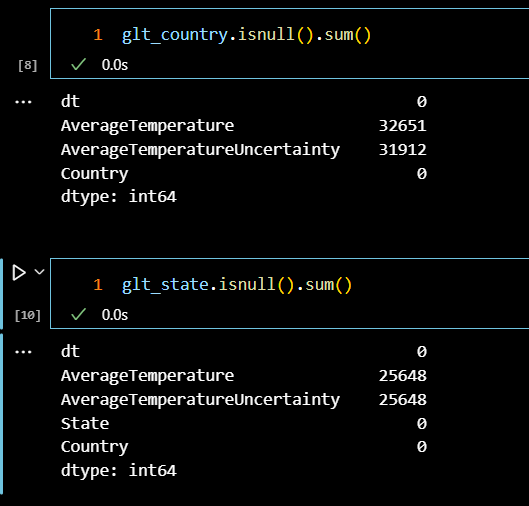 1 glt_country.isnull().sum()
[8] 0.0s
dt 0
AverageTemperature 32651
AverageTemperatureUncertainty 31912
Country 0
dtype: int64
1 glt_state.isnull().sum()
[10] 0.0s
dt 0
AverageTemperature 25648
AverageTemperatureUncertainty 25648
State 0
Country 0
dtype: int64